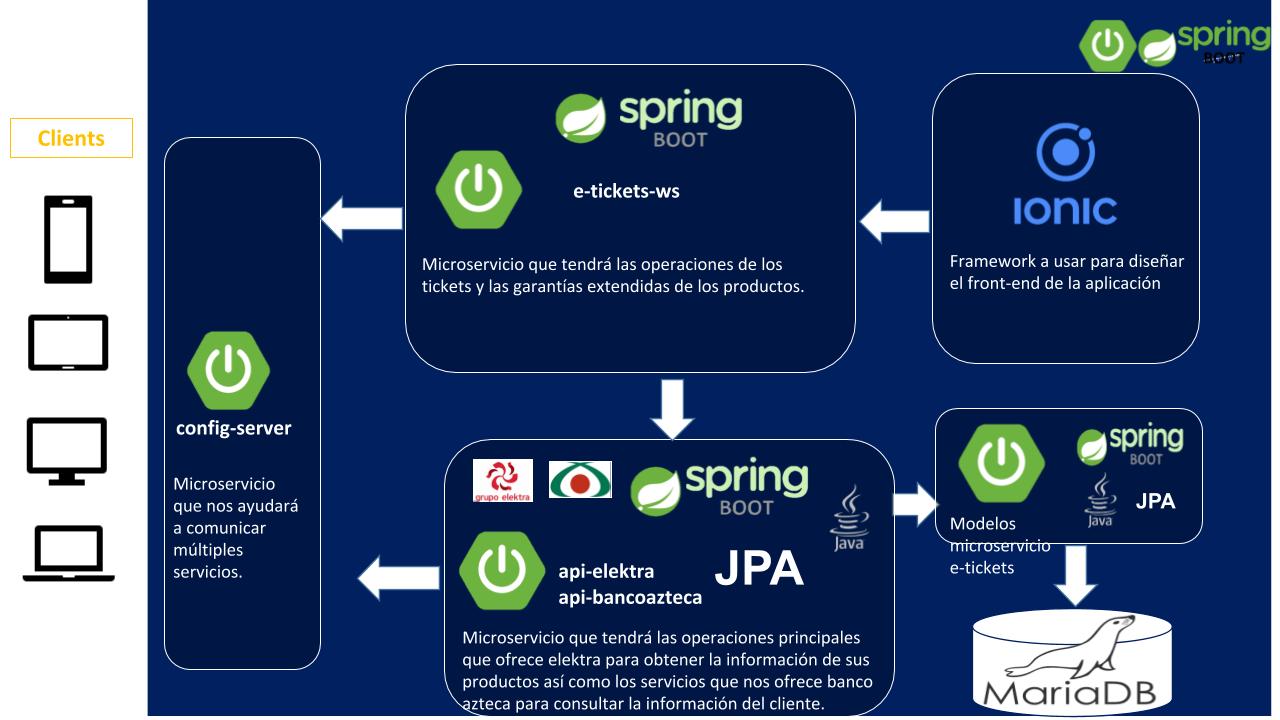 spring
BOOT
Clients
spring
BOOT
e-tickets-ws
Microservicio que tendrá las operaciones de los
tickets y las garantías extendidas de los productos.
IONIC
Framework a usar para diseñar
el front-end de la aplicación
config-server
Microservicio
que nos ayudará
a comunicar
múltiples
servicios.
grupo elektra
spring
BOOT
Java
api-elektra
api-bancoazteca
JPA
Microservicio que tendrá las operaciones principales
que ofrece elektra para obtener la información de sus
productos así como los servicios que nos ofrece banco
azteca para consultar la información del cliente.
spring
BOOT
Java
JPA
Modelos
microservicio
e-tickets
MariaDB